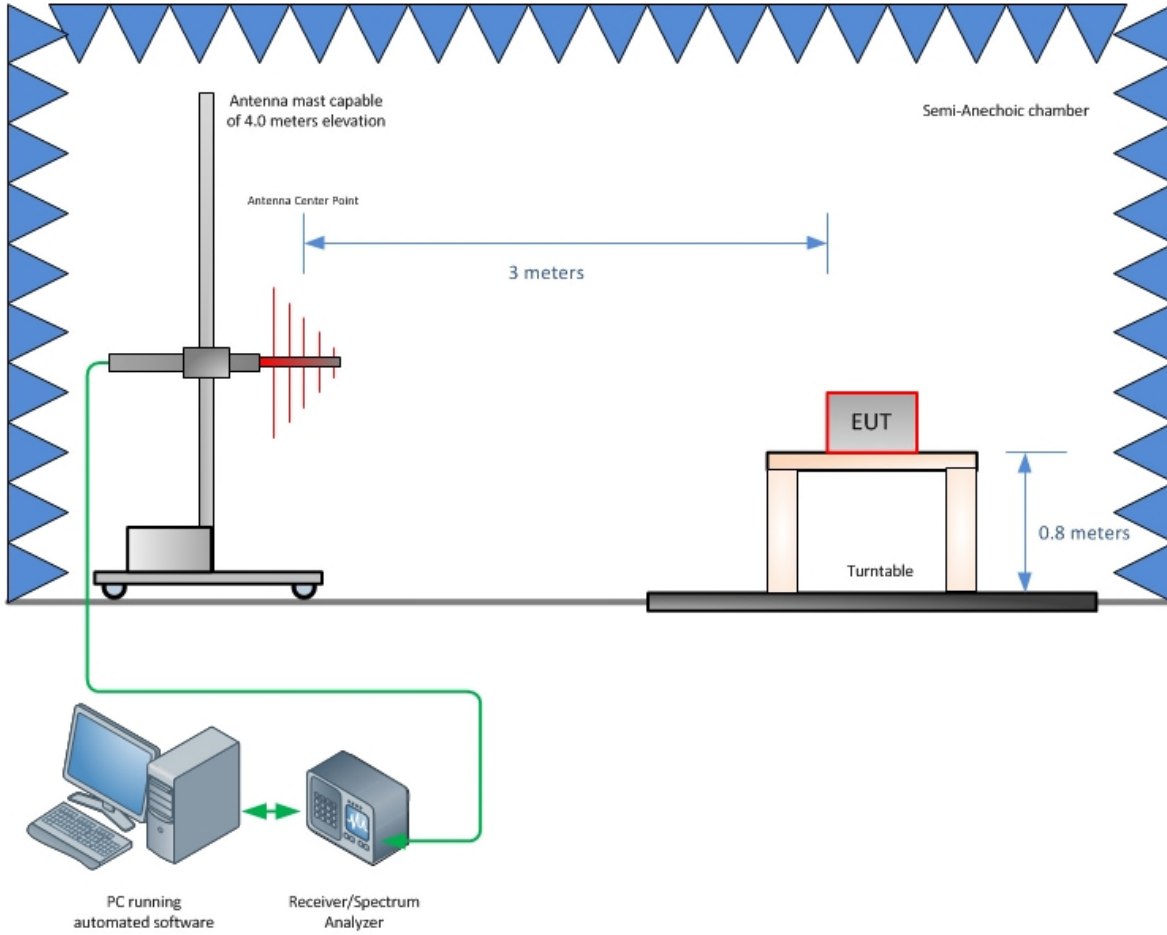 Antenna mast capable
of 4.0 meters elevation
Semi-Anechoic chamber
Antenna Center Point
3 meters
EUT
0.8 meters
Turntable
PC running
automated software
Receiver/Spectrum
Analyzer